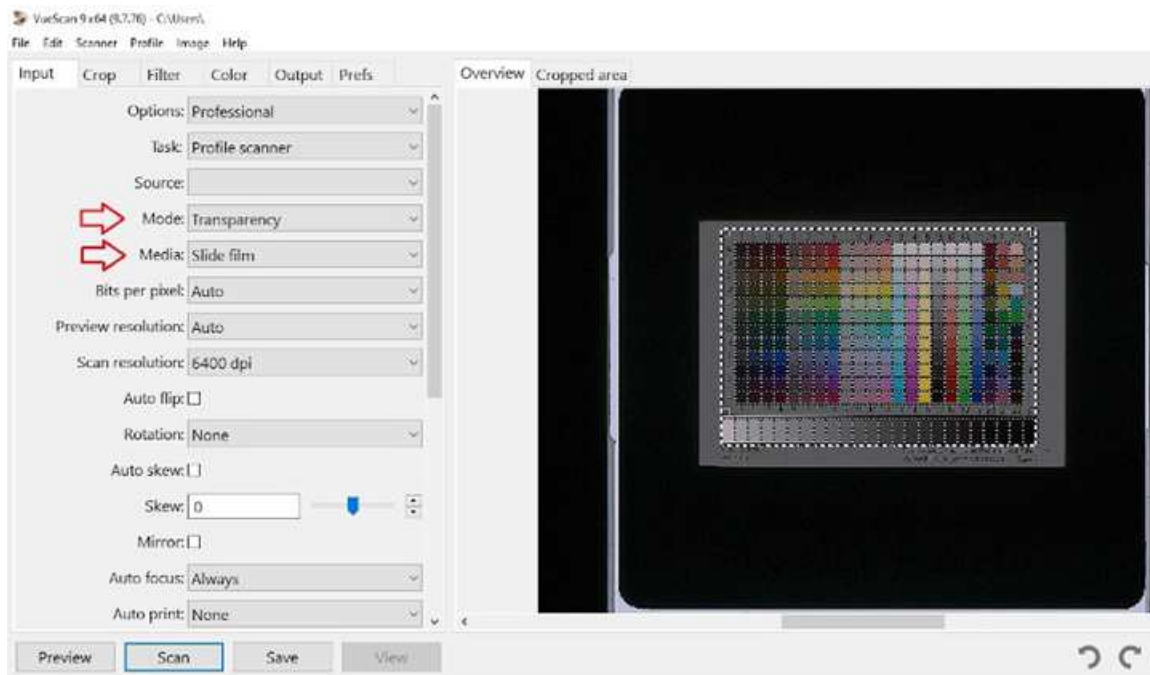 VueScan 9 x64 (9.7.76) - C:\Users\
File Edit Scanner Profile Image Help
Input Crop Filter Color Output Prefs
Overview Cropped area
Options: Professional
Task: Profile scanner
Source:
Mode: Transparency
Media: Slide film
Bits per pixel: Auto
Preview resolution: Auto
Scan resolution: 6400 dpi
Auto flip:
Rotation: None
Auto skew:
Skew: 0
Mirror:
Auto focus: Always
Auto print: None
Preview Scan Save View